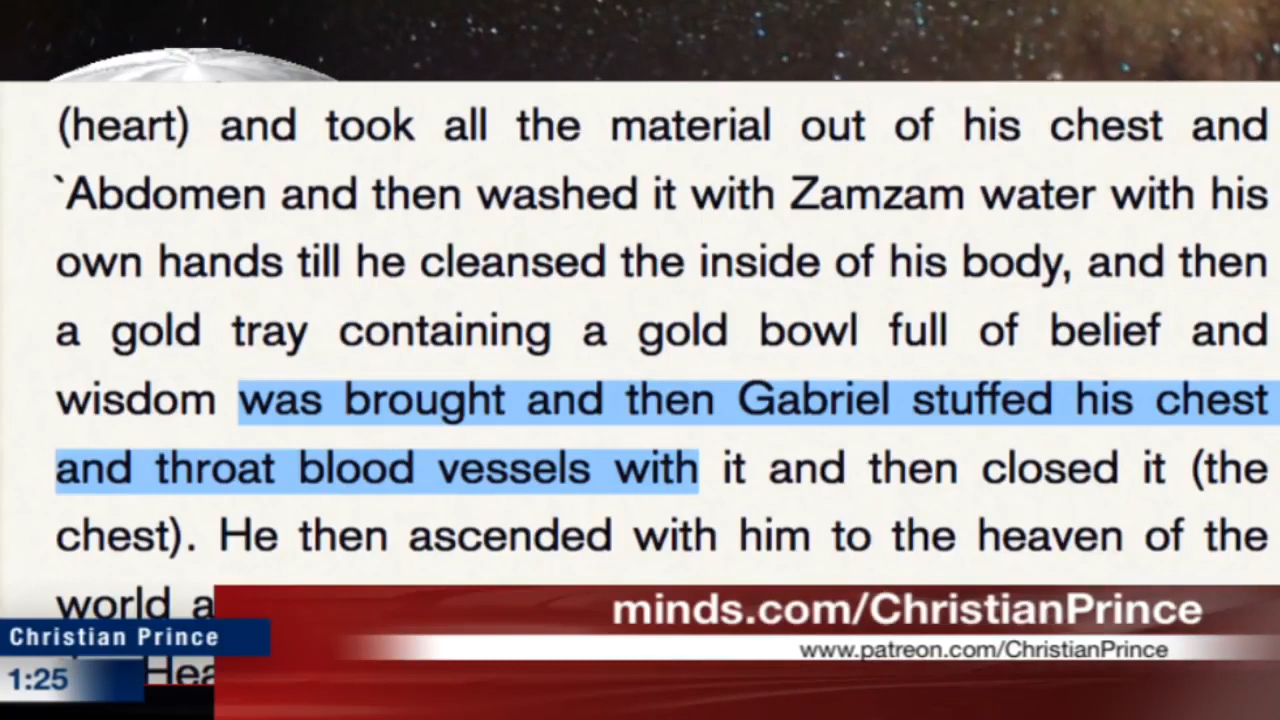 (heart) and took all the material out of his chest and
`Abdomen and then washed it with Zamzam water with his
own hands till he cleansed the inside of his body, and then
a gold tray containing a gold bowl full of belief and
wisdom was brought and then Gabriel stuffed his chest
and throat blood vessels with it and then closed it (the
chest). He then ascended with him to the heaven of the
world a
Hea
minds.com/ChristianPrince
www.patreon.com/ChristianPrince
Christian Prince
1:25